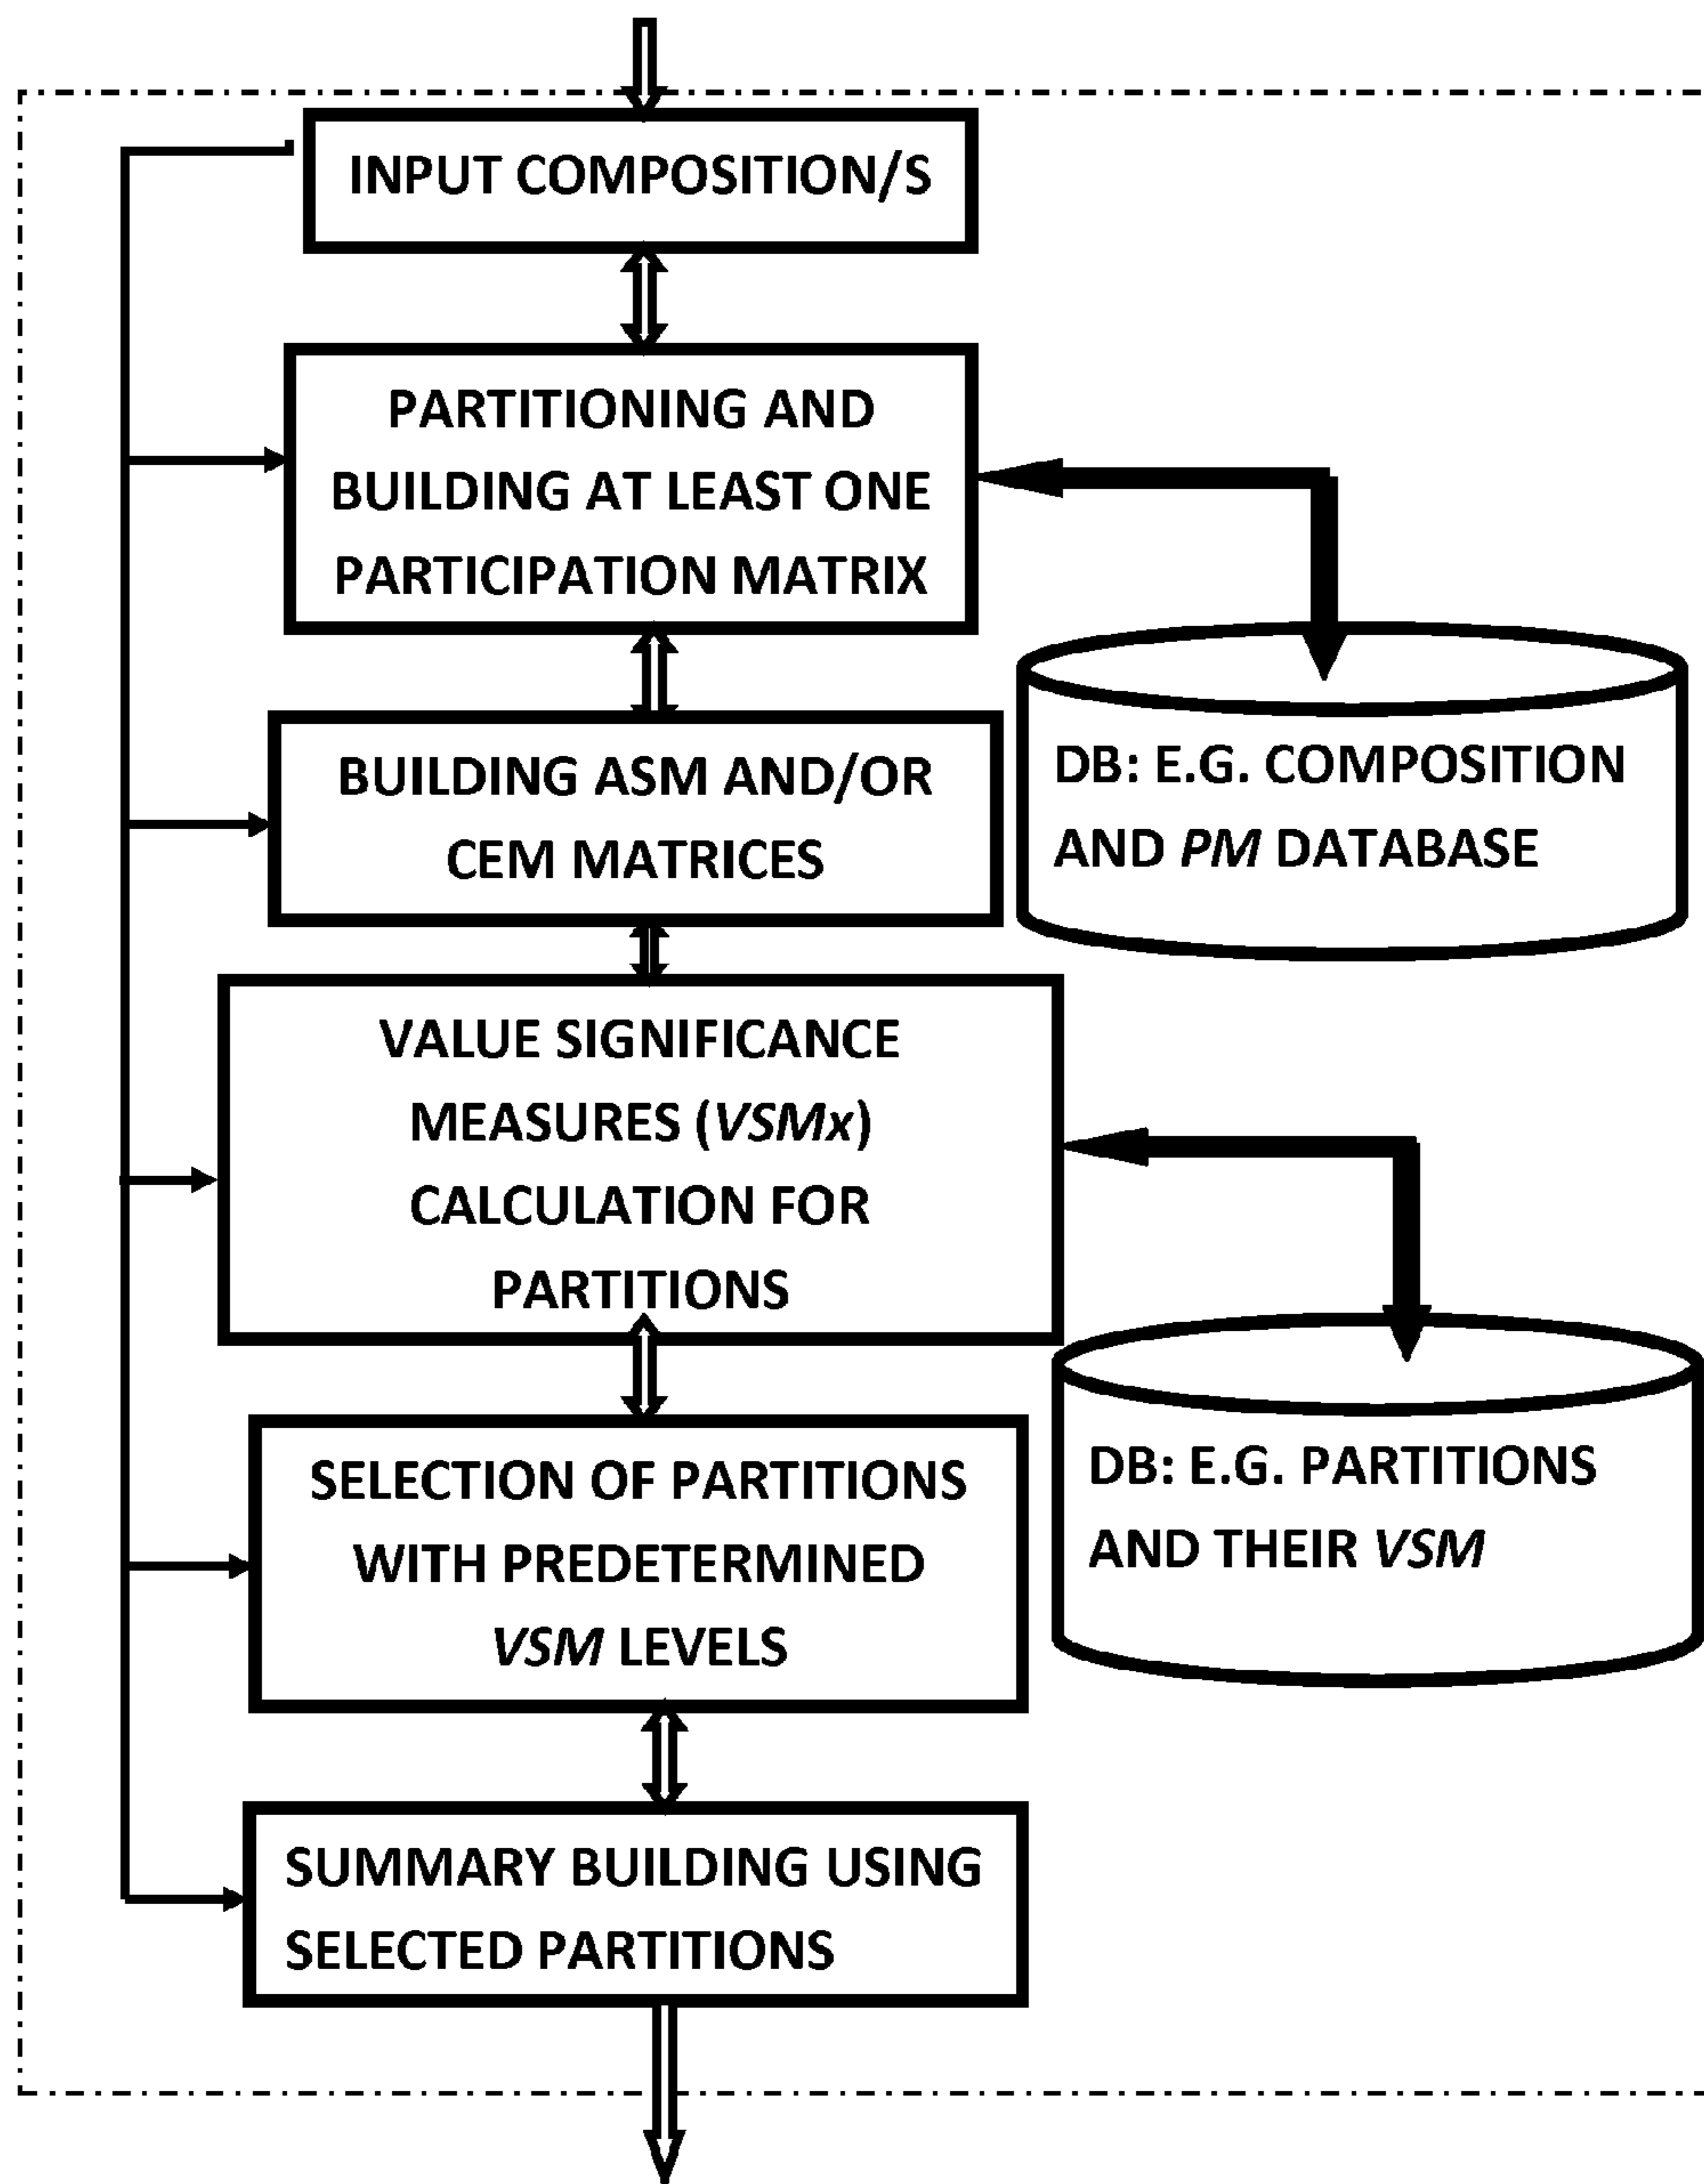 INPUT COMPOSITION/S
PARTITIONING AND
BUILDING AT LEAST ONE
PARTICIPATION MATRIX
DB: E.G. COMPOSITION
AND PM DATABASE
BUILDING ASM AND/OR
CEM MATRICES
VALUE SIGNIFICANCE
MEASURES (VSMx)
CALCULATION FOR
PARTITIONS
DB: E.G. PARTITIONS
AND THEIR VSM
SELECTION OF PARTITIONS
WITH PREDETERMINED
VSM LEVELS
SUMMARY BUILDING USING
SELECTED PARTITIONS